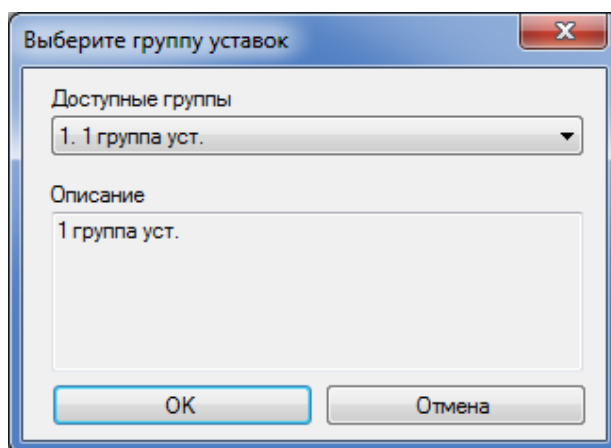 Выберите группу уставок
Доступные группы
1. 1 группа уст.
Описание
1 группа уст.
OK
Отмена